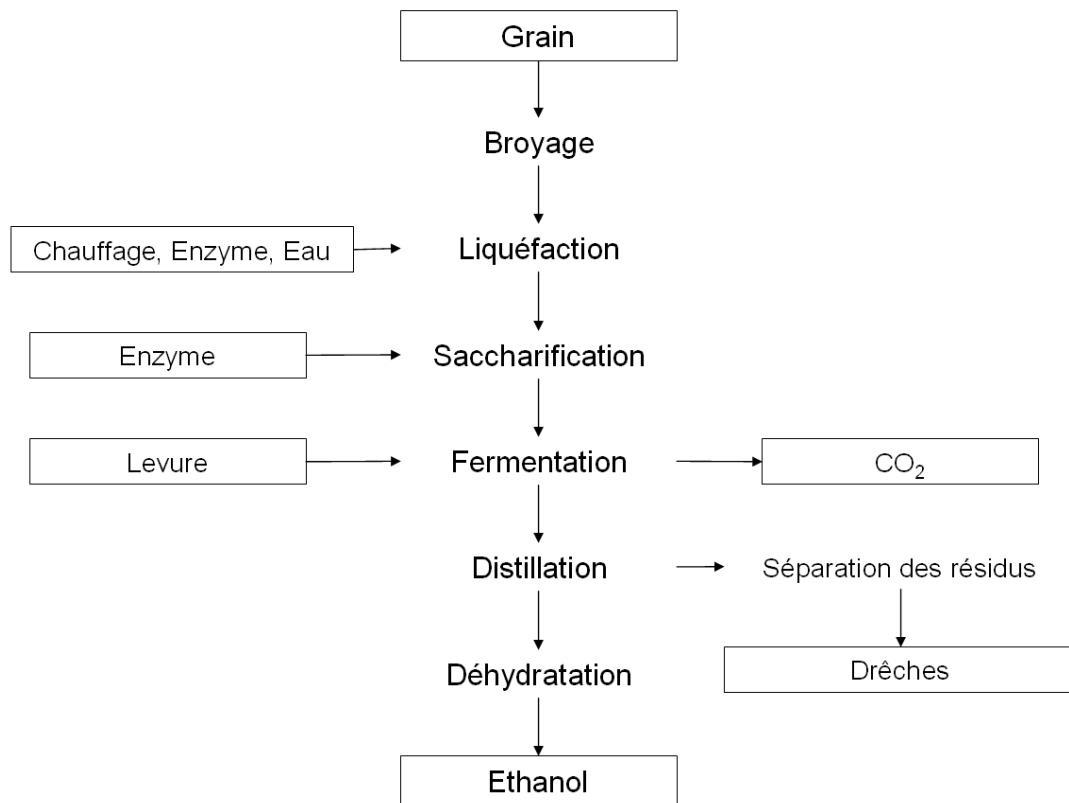 Grain
Broyage
Chauffage, Enzyme, Eau
Liquéfaction
Enzyme
Saccharification
Levure
Fermentation
CO₂
Distillation
Séparation des résidus
Déhydratation
Drêches
Ethanol